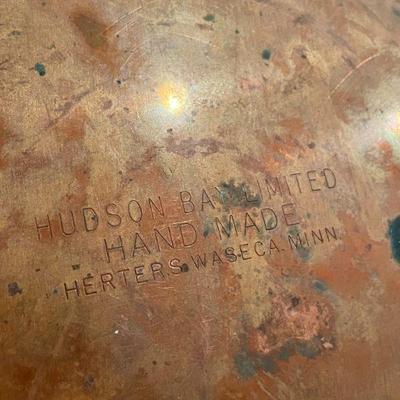 HUDSON BAY LIMITED
HAND MADE
HERTERS. WASECA. MINN.